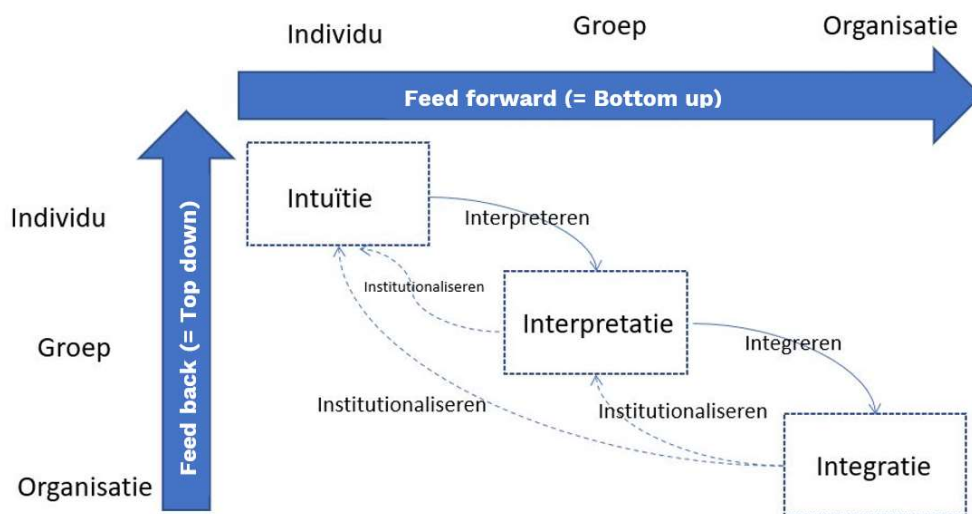 Individu
Groep
Organisatie
Feed forward (= Bottom up)
Individu
Groep
Organisatie
Feed back (= Top down)
Intuïtie
Interpreteren
Institutionaliseren
Interpretatie
Integreren
Institutionaliseren
Institutionaliseren
Integratie